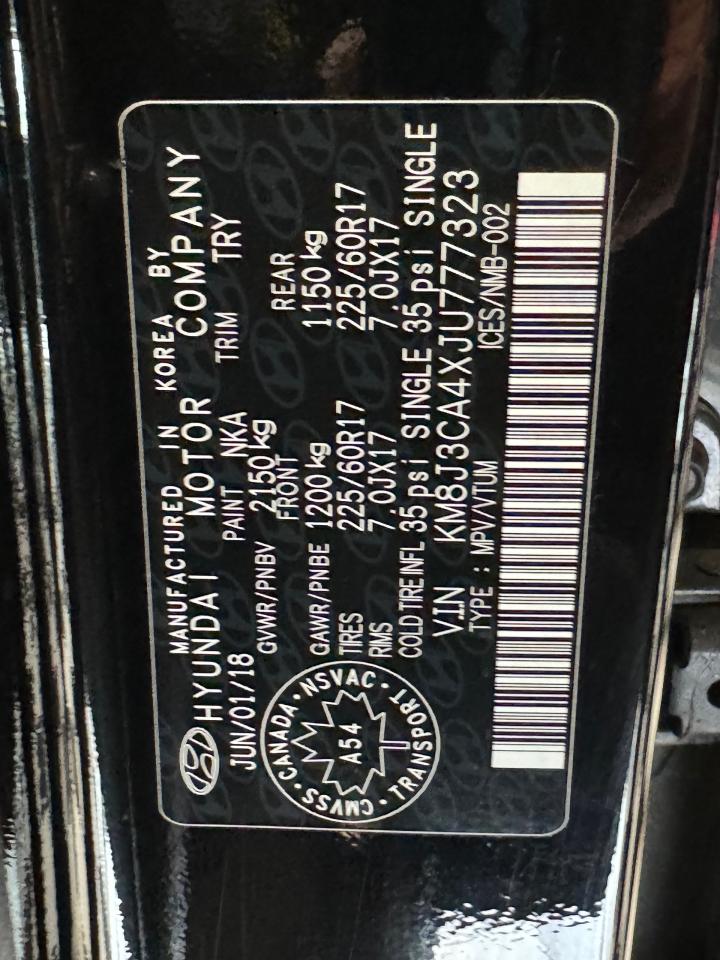 MANUFACTURED IN KOREA BY
HYUNDAI MOTOR COMPANY
JUN/01/18 PAINT NKA TRIM TRY
GVWR/PNBV 2150 kg
FRONT REAR
GAWR/PNBE 1200 kg 1150 kg
TIRES 225/60R17 225/60R17
RMS 7.0JX17 7.0JX17
COLD TIRE INFL 35 psi SINGLE 35 psi SINGLE
VIN KM8J3CA4XJU777323
TYPE : MPV/VTUM ICES/NMB-002
CANADA · NSVAC · TRANSPORT · CMVSS ·
A54